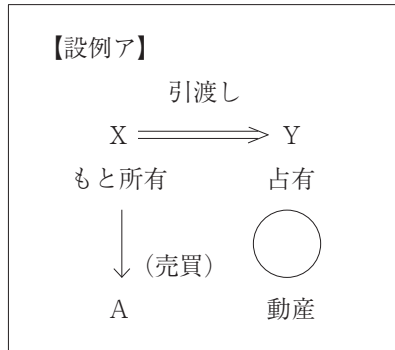 【設例ア】
引渡し
X Y
もと所有 占有
(売買)
A 動産